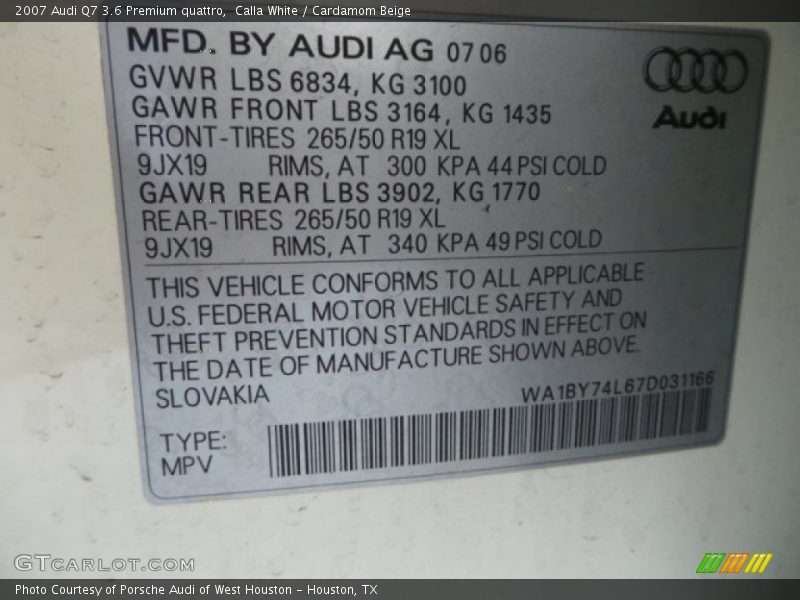 2007 Audi Q7 3.6 Premium quattro,  Calla White / Cardamom Beige
MFD. BY AUDI AG 07 06
GVWR LBS 6834, KG 3100
GAWR FRONT LBS 3164, KG 1435
FRONT-TIRES 265/50 R19 XL
9JX19 RIMS, AT 300 KPA 44 PSI COLD
GAWR REAR LBS 3902, KG 1770
REAR-TIRES 265/50 R19 XL
9JX19 RIMS, AT 340 KPA 49 PSI COLD
Audi
THIS VEHICLE CONFORMS TO ALL APPLICABLE
U.S. FEDERAL MOTOR VEHICLE SAFETY AND
THEFT PREVENTION STANDARDS IN EFFECT ON
THE DATE OF MANUFACTURE SHOWN ABOVE.
SLOVAKIA WA1BY74L67D031166
TYPE:
MPV
GTCARLOT.COM
Photo Courtesy of Porsche Audi of West Houston - Houston, TX